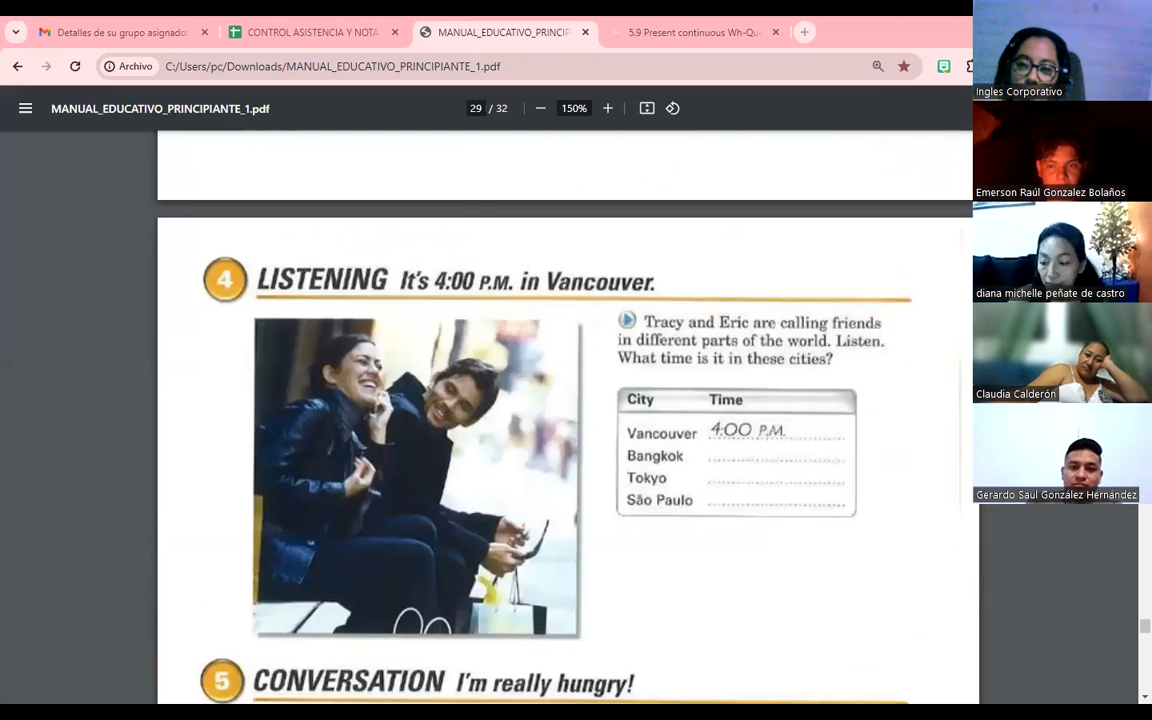 Detalles de su grupo asignado
CONTROL ASISTENCIA Y NOTA
MANUAL_EDUCATIVO_PRINCIP
5.9 Present continuous Wh-Que
Archivo
C:/Users/pc/Downloads/MANUAL_EDUCATIVO_PRINCIPIANTE_1.pdf
MANUAL_EDUCATIVO_PRINCIPIANTE_1.pdf
29 / 32
150%
4 LISTENING It's 4:00 P.M. in Vancouver.
Tracy and Eric are calling friends
in different parts of the world. Listen.
What time is it in these cities?
City Time
Vancouver 4:00 P.M.
Bangkok
Tokyo
São Paulo
5 CONVERSATION I'm really hungry!
Ingles Corporativo
Emerson Raúl Gonzalez Bolaños
diana michelle peñate de castro
Claudia Calderón
Gerardo Saul González Hernández